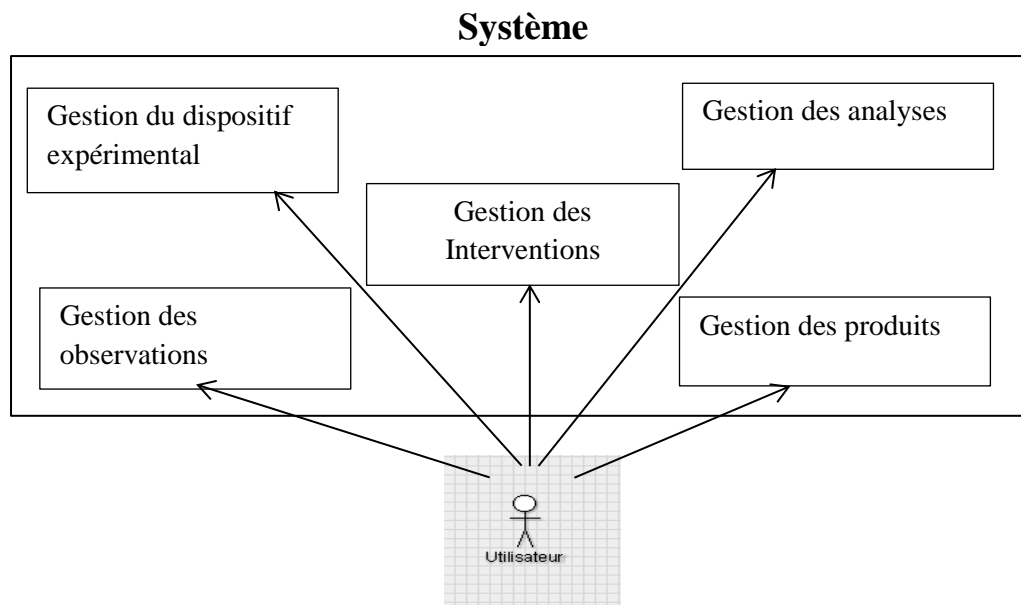 Système
Gestion du dispositif
expérimental
Gestion des analyses
Gestion des
Interventions
Gestion des
observations
Gestion des produits
Utilisateur